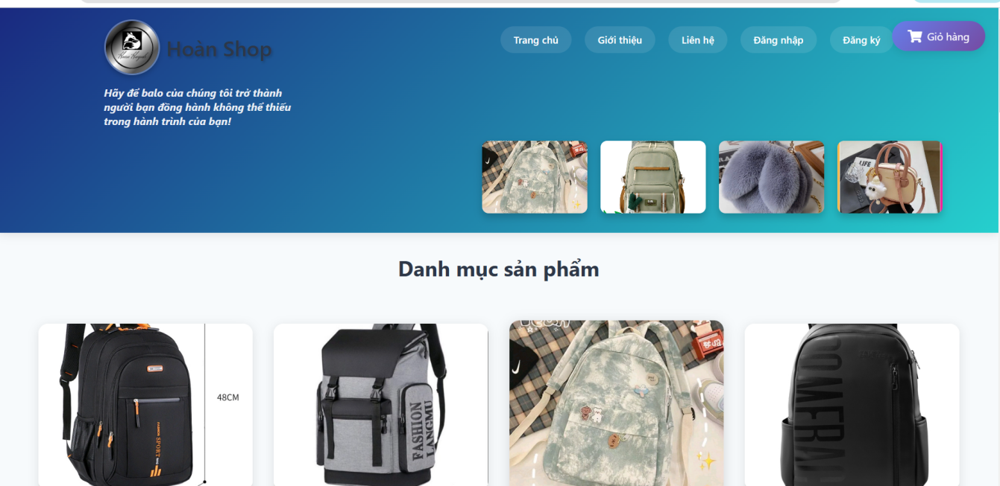 Hoàn Shop
Trang chủ
Giới thiệu
Liên hệ
Đăng nhập
Đăng ký
Giỏ hàng
Hãy để balo của chúng tôi trở thành
người bạn đồng hành không thể thiếu
trong hành trình của bạn!
LIFE
Danh mục sản phẩm
48CM
FASHION SPORT BAG
FASHION
LANGMU